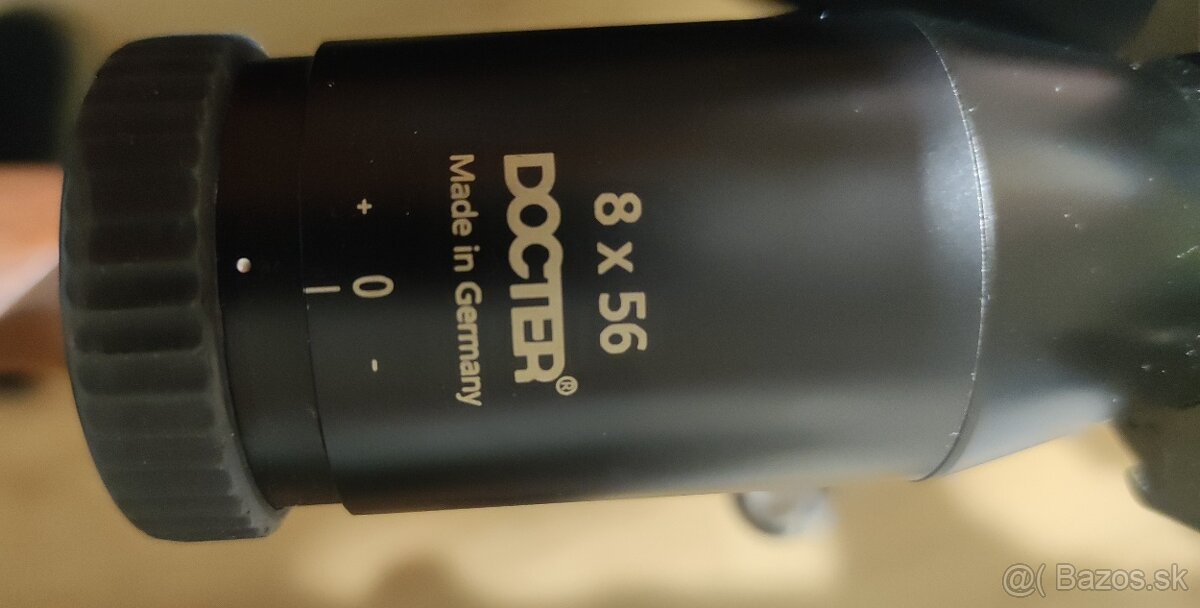 8 x 56
DOCTER®
Made in Germany
+ 0 -
@( Bazos.sk